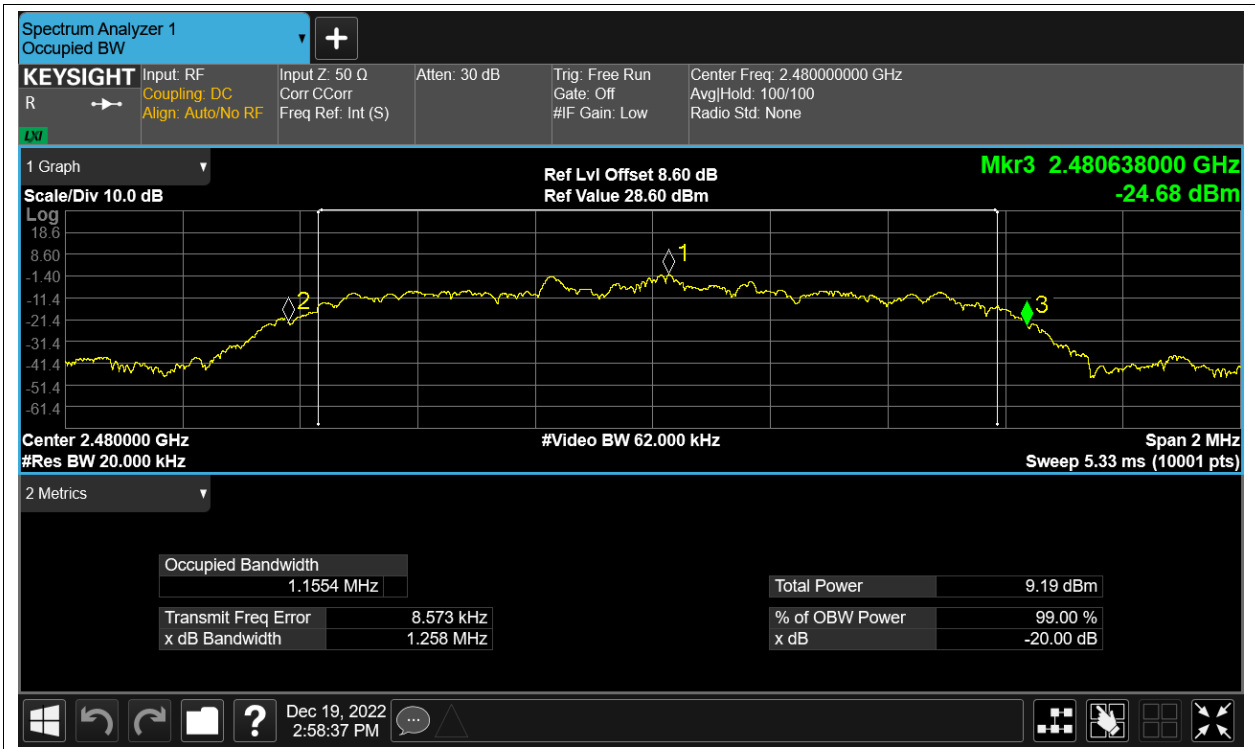 Spectrum Analyzer 1
Occupied BW
KEYSIGHT
R
LXI
Input: RF
Coupling: DC
Align: Auto/No RF
Input Z: 50 Ω
Corr CCorr
Freq Ref: Int (S)
Atten: 30 dB
Trig: Free Run
Gate: Off
#IF Gain: Low
Center Freq: 2.480000000 GHz
Avg|Hold: 100/100
Radio Std: None
1 Graph
Scale/Div 10.0 dB
Ref Lvl Offset 8.60 dB
Ref Value 28.60 dBm
Mkr3 2.480638000 GHz
-24.68 dBm
Log
18.6
8.60
-1.40
-11.4
-21.4
-31.4
-41.4
-51.4
-61.4
1
2
3
Center 2.480000 GHz
#Res BW 20.000 kHz
#Video BW 62.000 kHz
Span 2 MHz
Sweep 5.33 ms (10001 pts)
2 Metrics
Occupied Bandwidth
1.1554 MHz
Transmit Freq Error 8.573 kHz
x dB Bandwidth 1.258 MHz
Total Power 9.19 dBm
% of OBW Power 99.00 %
x dB -20.00 dB
?
Dec 19, 2022
2:58:37 PM